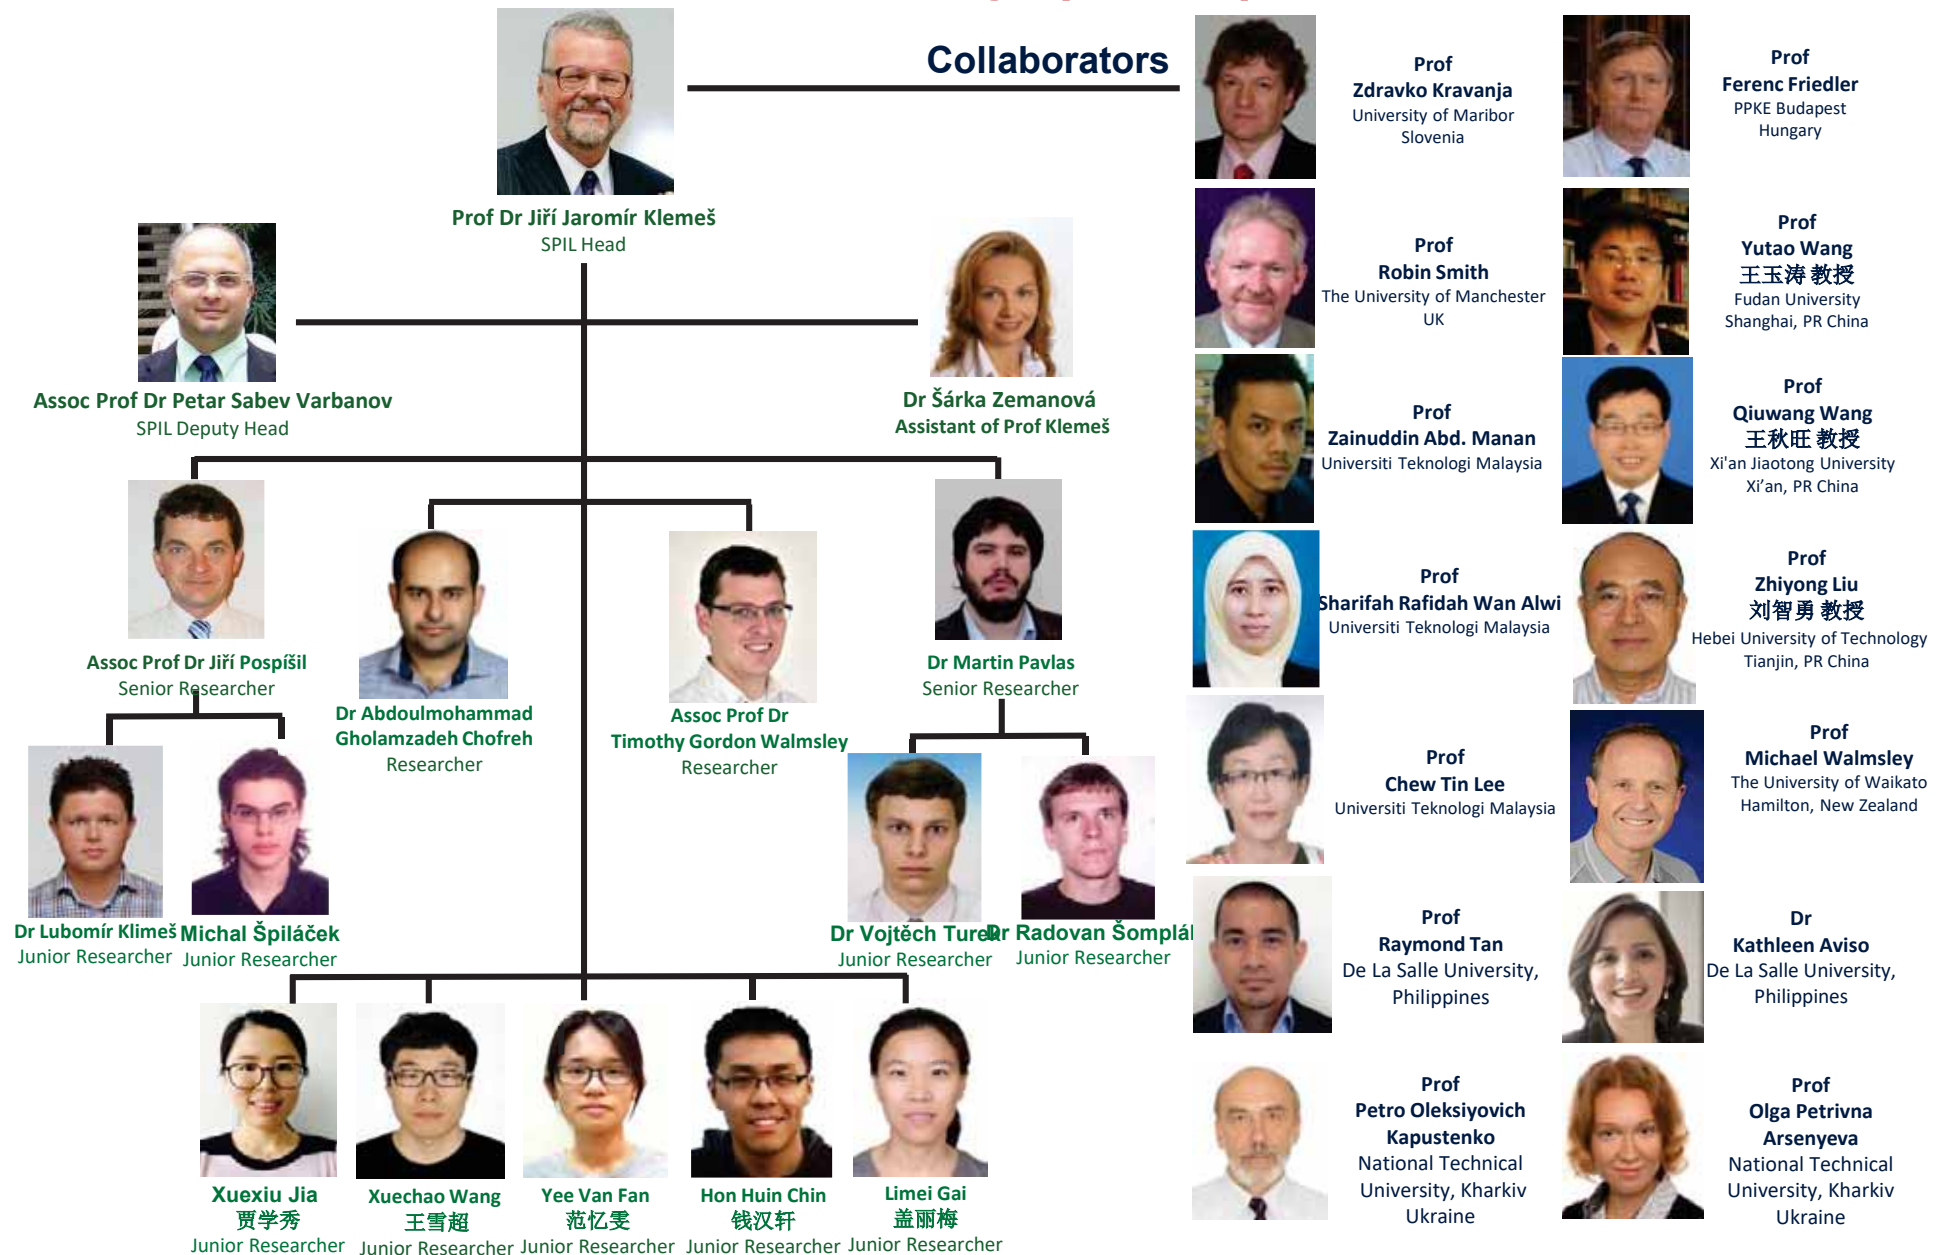 Collaborators
Prof Dr Jiří Jaromír Klemeš
SPIL Head
Assoc Prof Dr Petar Sabev Varbanov
SPIL Deputy Head
Dr Šárka Zemanová
Assistant of Prof Klemeš
Assoc Prof Dr Jiří Pospíšil
Senior Researcher
Dr Abdoulmohammad
Gholamzadeh Chofreh
Researcher
Assoc Prof Dr
Timothy Gordon Walmsley
Researcher
Dr Martin Pavlas
Senior Researcher
Dr Lubomír Klimeš
Junior Researcher
Michal Špiláček
Junior Researcher
Dr Vojtěch Turek
Junior Researcher
Dr Radovan Šomplák
Junior Researcher
Xuexiu Jia
贾学秀
Junior Researcher
Xuechao Wang
王雪超
Junior Researcher
Yee Van Fan
范忆雯
Junior Researcher
Hon Huin Chin
钱汉轩
Junior Researcher
Limei Gai
盖丽梅
Junior Researcher
Prof
Zdravko Kravanja
University of Maribor
Slovenia
Prof
Ferenc Friedler
PPKE Budapest
Hungary
Prof
Robin Smith
The University of Manchester
UK
Prof
Yutao Wang
王玉涛 教授
Fudan University
Shanghai, PR China
Prof
Zainuddin Abd. Manan
Universiti Teknologi Malaysia
Prof
Qiuwang Wang
王秋旺 教授
Xi'an Jiaotong University
Xi’an, PR China
Prof
Sharifah Rafidah Wan Alwi
Universiti Teknologi Malaysia
Prof
Zhiyong Liu
刘智勇 教授
Hebei University of Technology
Tianjin, PR China
Prof
Chew Tin Lee
Universiti Teknologi Malaysia
Prof
Michael Walmsley
The University of Waikato
Hamilton, New Zealand
Prof
Raymond Tan
De La Salle University,
Philippines
Dr
Kathleen Aviso
De La Salle University,
Philippines
Prof
Petro Oleksiyovich
Kapustenko
National Technical
University, Kharkiv
Ukraine
Prof
Olga Petrivna
Arsenyeva
National Technical
University, Kharkiv
Ukraine